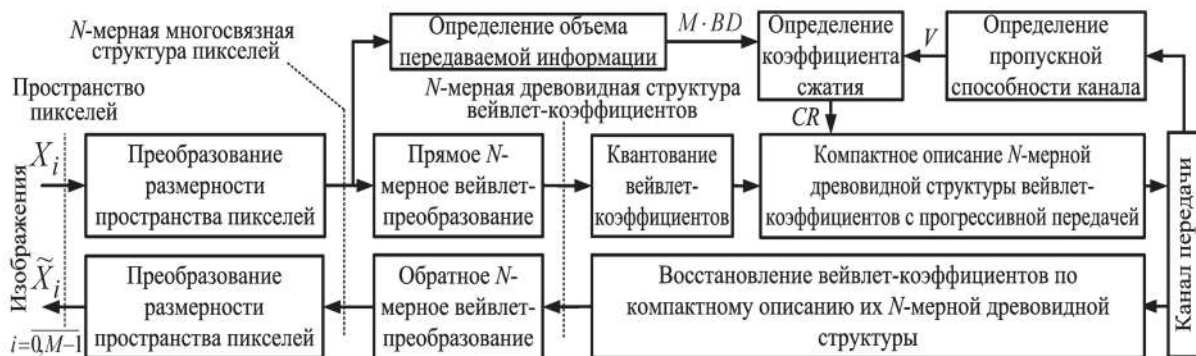 N-мерная многосвязная
структура пикселей
Определение объема
передаваемой информации
M · BD
Определение
коэффициента
сжатия
V
Определение
пропускной
способности канала
Пространство
пикселей
N-мерная древовидная структура
вейвлет-коэффициентов
CR
Изображения
X_i
Преобразование
размерности
пространства пикселей
Прямое N-
мерное вейвлет-
преобразование
Квантование
вейвлет-
коэффициентов
Компактное описание N-мерной
древовидной структуры вейвлет-
коэффициентов с прогрессивной передачей
Канал передачи
X̃_i
Преобразование
размерности
пространства пикселей
Обратное N-
мерное вейвлет-
преобразование
Восстановление вейвлет-коэффициентов по
компактному описанию их N-мерной древовидной
структуры
i=0,M−1